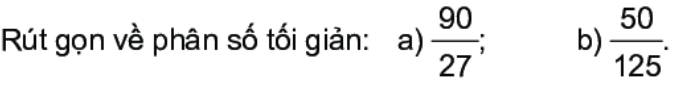 Rút gọn về phân số tối giản: a) 90/27; b) 50/125.